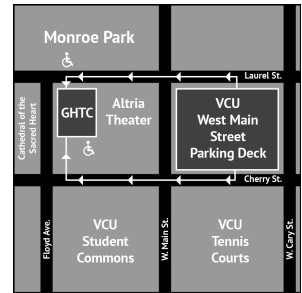 Monroe Park
Laurel St.
Cathedral of the
Sacred Heart
GHTC
Altria
Theater
VCU
West Main
Street
Parking Deck
Cherry St.
Floyd Ave.
VCU
Student
Commons
W. Main St.
VCU
Tennis
Courts
W. Cary St.